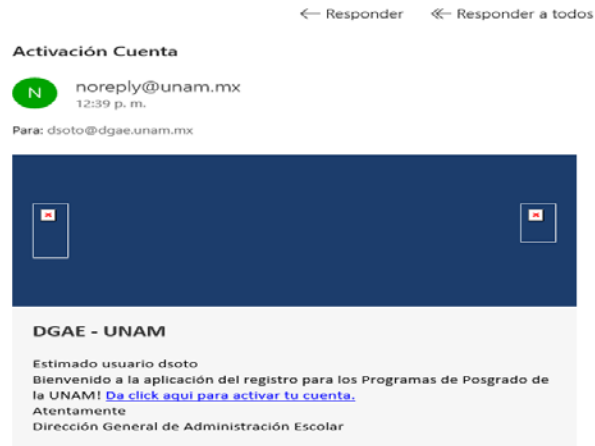 ← Responder
≪ Responder a todos
Activación Cuenta
N
noreply@unam.mx
12:39 p. m.
Para: dsoto@dgae.unam.mx
DGAE - UNAM
Estimado usuario dsoto
Bienvenido a la aplicación del registro para los Programas de Posgrado de
la UNAM! Da click aqui para activar tu cuenta.
Atentamente
Dirección General de Administración Escolar